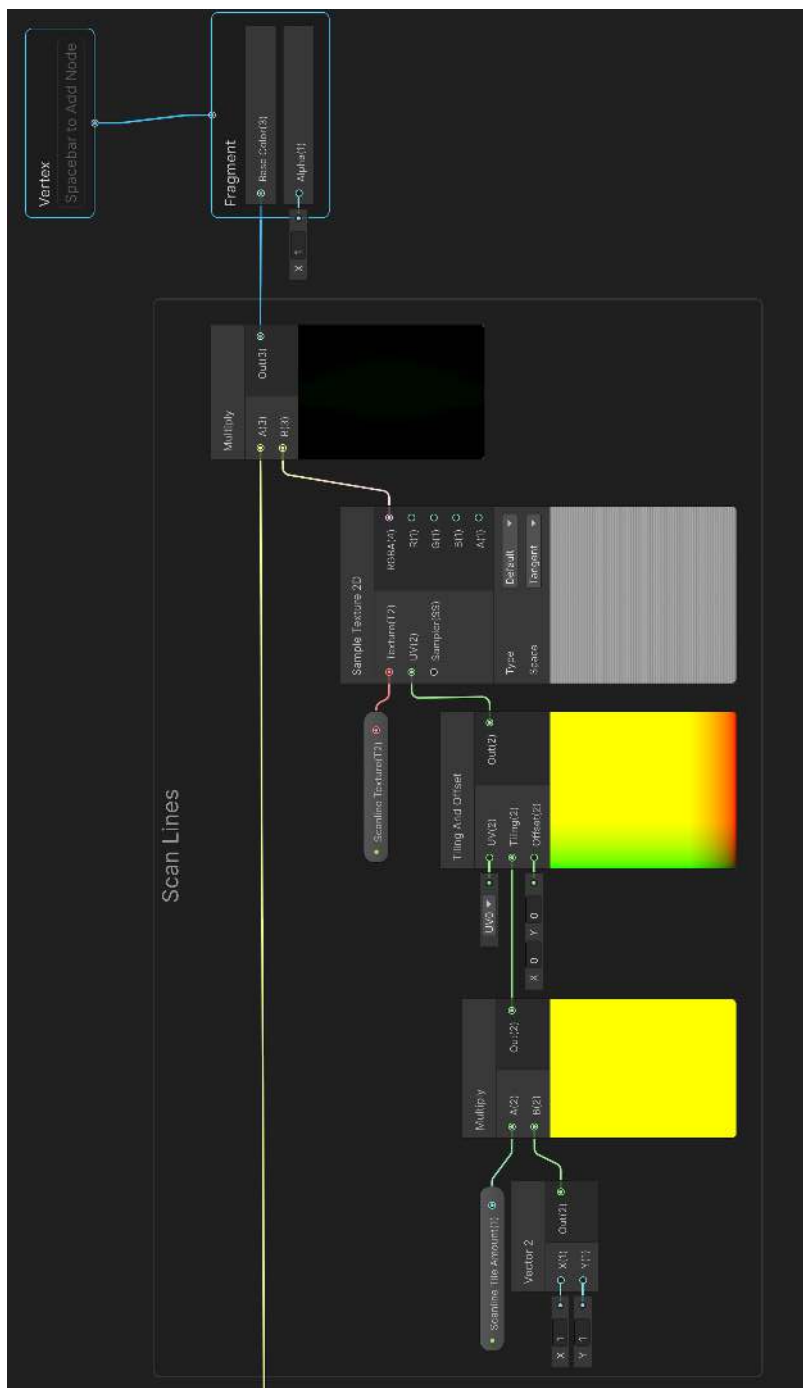 Vertex
Spacebar to Add Node
Fragment
Base Color(3)
Alpha(1)
X 1
Scan Lines
Multiply
A(3)
Out(3)
B(3)
Sample Texture 2D
Texture(T2)
RGBA(4)
UV(2)
R(1)
Sampler(SS)
G(1)
B(1)
A(1)
Type
Default
Space
Tangent
Scanline Texture(T2)
Tiling And Offset
UV0
UV(2)
Out(2)
Tiling(2)
X 0 Y 0
Offset(2)
Multiply
A(2)
Out(2)
B(2)
Scanline Tile Amount(1)
Vector 2
X 1
X(1)
Out(2)
Y 1
Y(1)